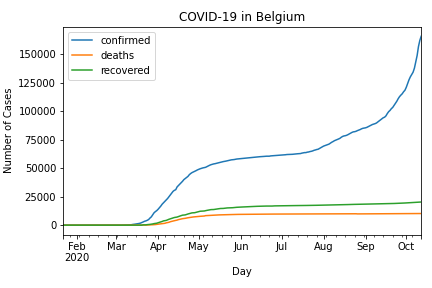 COVID-19 in Belgium
confirmed
deaths
recovered
Number of Cases
150000
125000
100000
75000
50000
25000
0
Feb Mar Apr May Jun Jul Aug Sep Oct
2020
Day